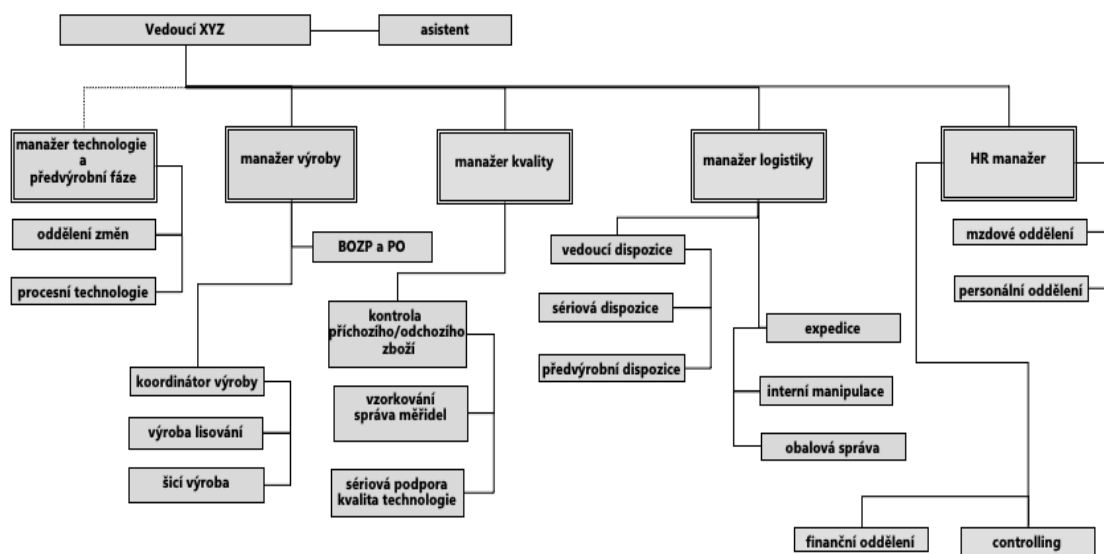 Vedoucí XYZ
asistent
manažer technologie
a
předvýrobní fáze
manažer výroby
manažer kvality
manažer logistiky
HR manažer
oddělení změn
procesní technologie
BOZP a PO
koordinátor výroby
výroba lisování
šicí výroba
kontrola
příchozího/odchozího
zboží
vzorkování
správa měřidel
sériová podpora
kvalita technologie
vedoucí dispozice
sériová dispozice
předvýrobní dispozice
expedice
interní manipulace
obalová správa
mzdové oddělení
personální oddělení
finanční oddělení
controlling